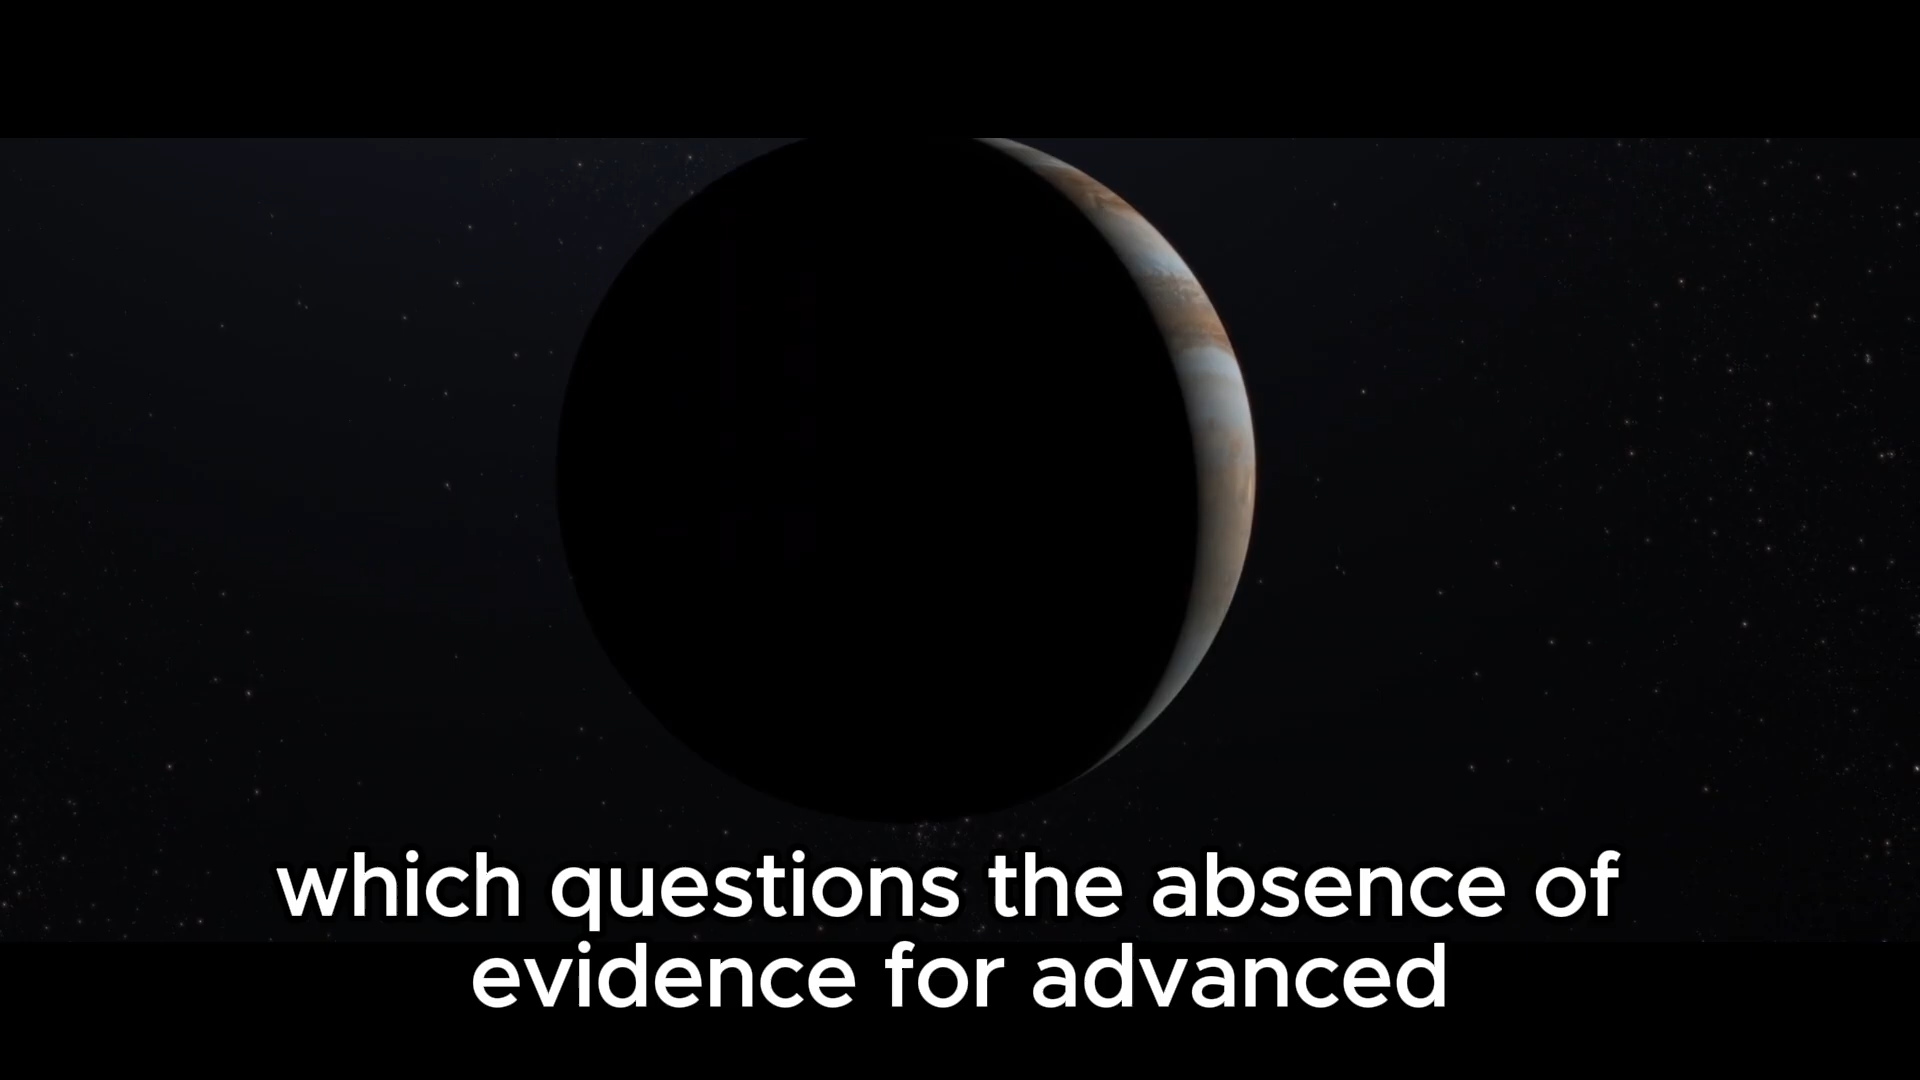 which questions the absence of
evidence for advanced